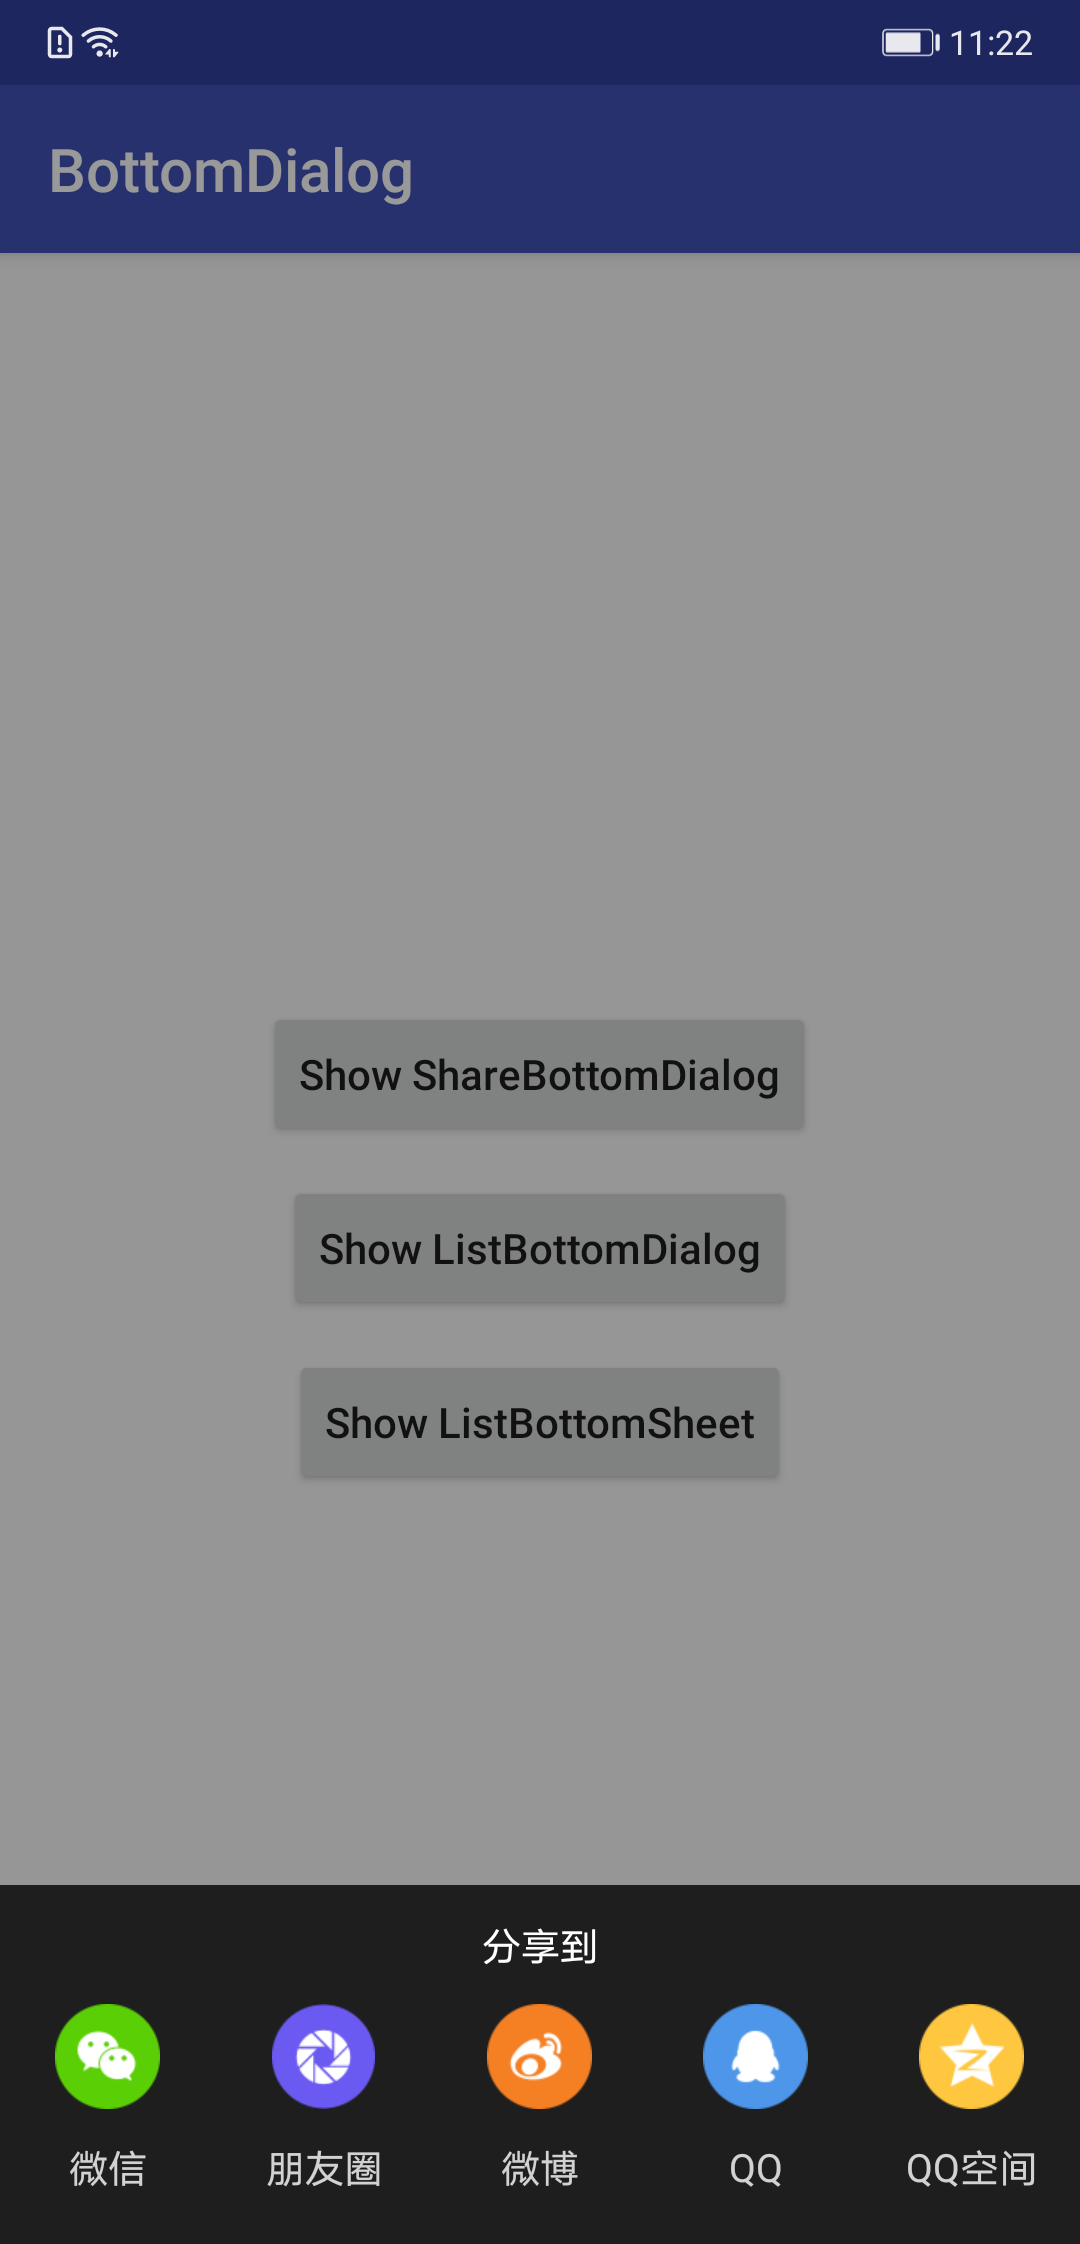 11:22
BottomDialog
Show ShareBottomDialog
Show ListBottomDialog
Show ListBottomSheet
分享到
微信 朋友圈 微博 QQ QQ空间